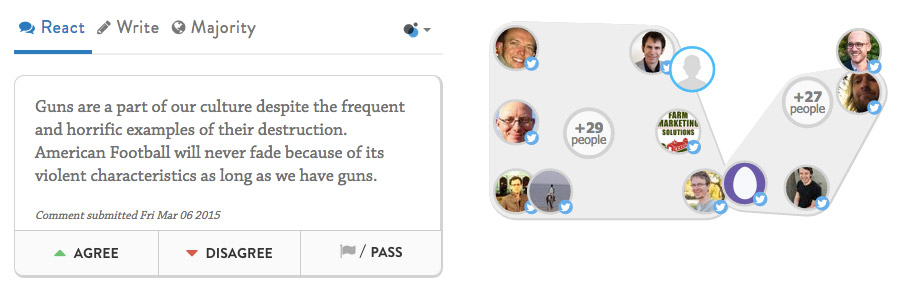 React Write Majority
Guns are a part of our culture despite the frequent
and horrific examples of their destruction.
American Football will never fade because of its
violent characteristics as long as we have guns.
Comment submitted Fri Mar 06 2015
AGREE DISAGREE / PASS
+29
people
FARM
MARKETING
SOLUTIONS
+27
people